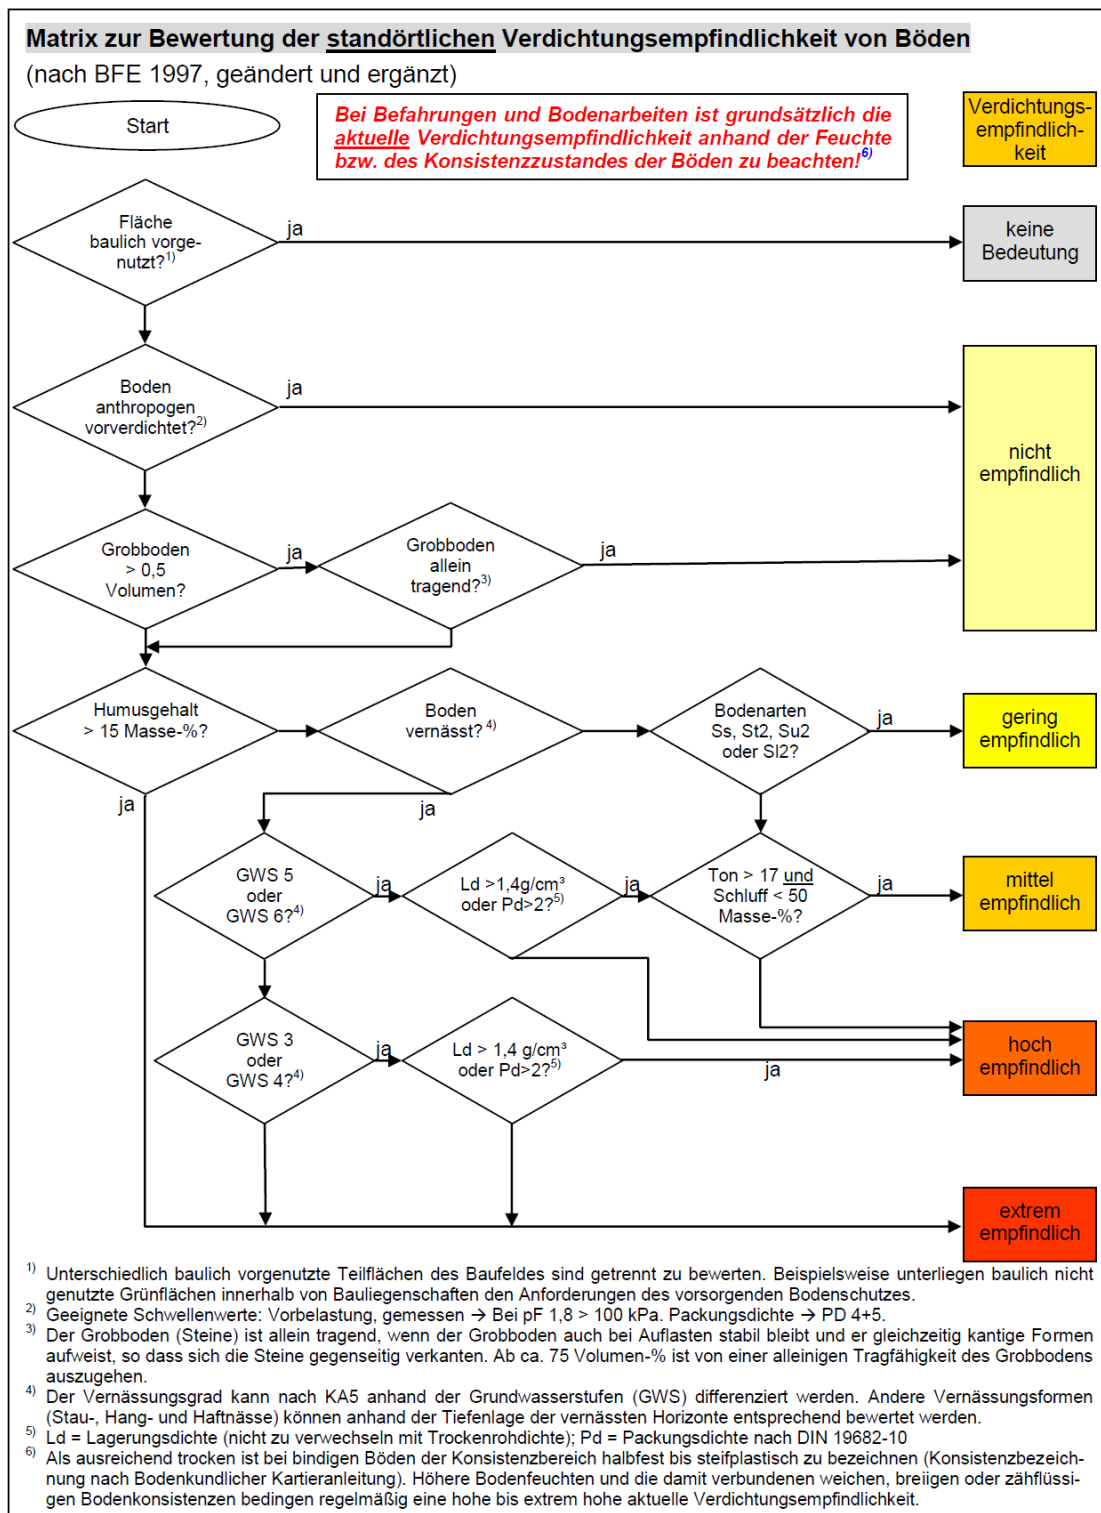 Matrix zur Bewertung der standörtlichen Verdichtungsempfindlichkeit von Böden
(nach BFE 1997, geändert und ergänzt)
Start
Bei Befahrungen und Bodenarbeiten ist grundsätzlich die
aktuelle Verdichtungsempfindlichkeit anhand der Feuchte
bzw. des Konsistenzzustandes der Böden zu beachten!6)
Verdichtungs-
empfindlich-
keit
Fläche
baulich vorge-
nutzt?1)
ja
keine
Bedeutung
Boden
anthropogen
vorverdichtet?2)
ja
nicht
empfindlich
Grobboden
> 0,5
Volumen?
ja
Grobboden
allein
tragend?3)
ja
Humusgehalt
> 15 Masse-%?
ja
Boden
vernässt? 4)
ja
Bodenarten
Ss, St2, Su2
oder Sl2?
ja
gering
empfindlich
GWS 5
oder
GWS 6?4)
ja
Ld >1,4g/cm³
oder Pd>2?5)
ja
Ton > 17 und
Schluff < 50
Masse-%?
ja
mittel
empfindlich
GWS 3
oder
GWS 4?4)
ja
Ld > 1,4 g/cm³
oder Pd>2?5)
ja
hoch
empfindlich
extrem
empfindlich
1) Unterschiedlich baulich vorgenutzte Teilflächen des Baufeldes sind getrennt zu bewerten. Beispielsweise unterliegen baulich nicht
genutzte Grünflächen innerhalb von Bauliegenschaften den Anforderungen des vorsorgenden Bodenschutzes.
2) Geeignete Schwellenwerte: Vorbelastung, gemessen → Bei pF 1,8 > 100 kPa. Packungsdichte → PD 4+5.
3) Der Grobboden (Steine) ist allein tragend, wenn der Grobboden auch bei Auflasten stabil bleibt und er gleichzeitig kantige Formen
aufweist, so dass sich die Steine gegenseitig verkanten. Ab ca. 75 Volumen-% ist von einer alleinigen Tragfähigkeit des Grobbodens
auszugehen.
4) Der Vernässungsgrad kann nach KA5 anhand der Grundwasserstufen (GWS) differenziert werden. Andere Vernässungsformen
(Stau-, Hang- und Haftnässe) können anhand der Tiefenlage der vernässten Horizonte entsprechend bewertet werden.
5) Ld = Lagerungsdichte (nicht zu verwechseln mit Trockenrohdichte); Pd = Packungsdichte nach DIN 19682-10
6) Als ausreichend trocken ist bei bindigen Böden der Konsistenzbereich halbfest bis steifplastisch zu bezeichnen (Konsistenzbezeich-
nung nach Bodenkundlicher Kartieranleitung). Höhere Bodenfeuchten und die damit verbundenen weichen, breiigen oder zähflüssi-
gen Bodenkonsistenzen bedingen regelmäßig eine hohe bis extrem hohe aktuelle Verdichtungsempfindlichkeit.